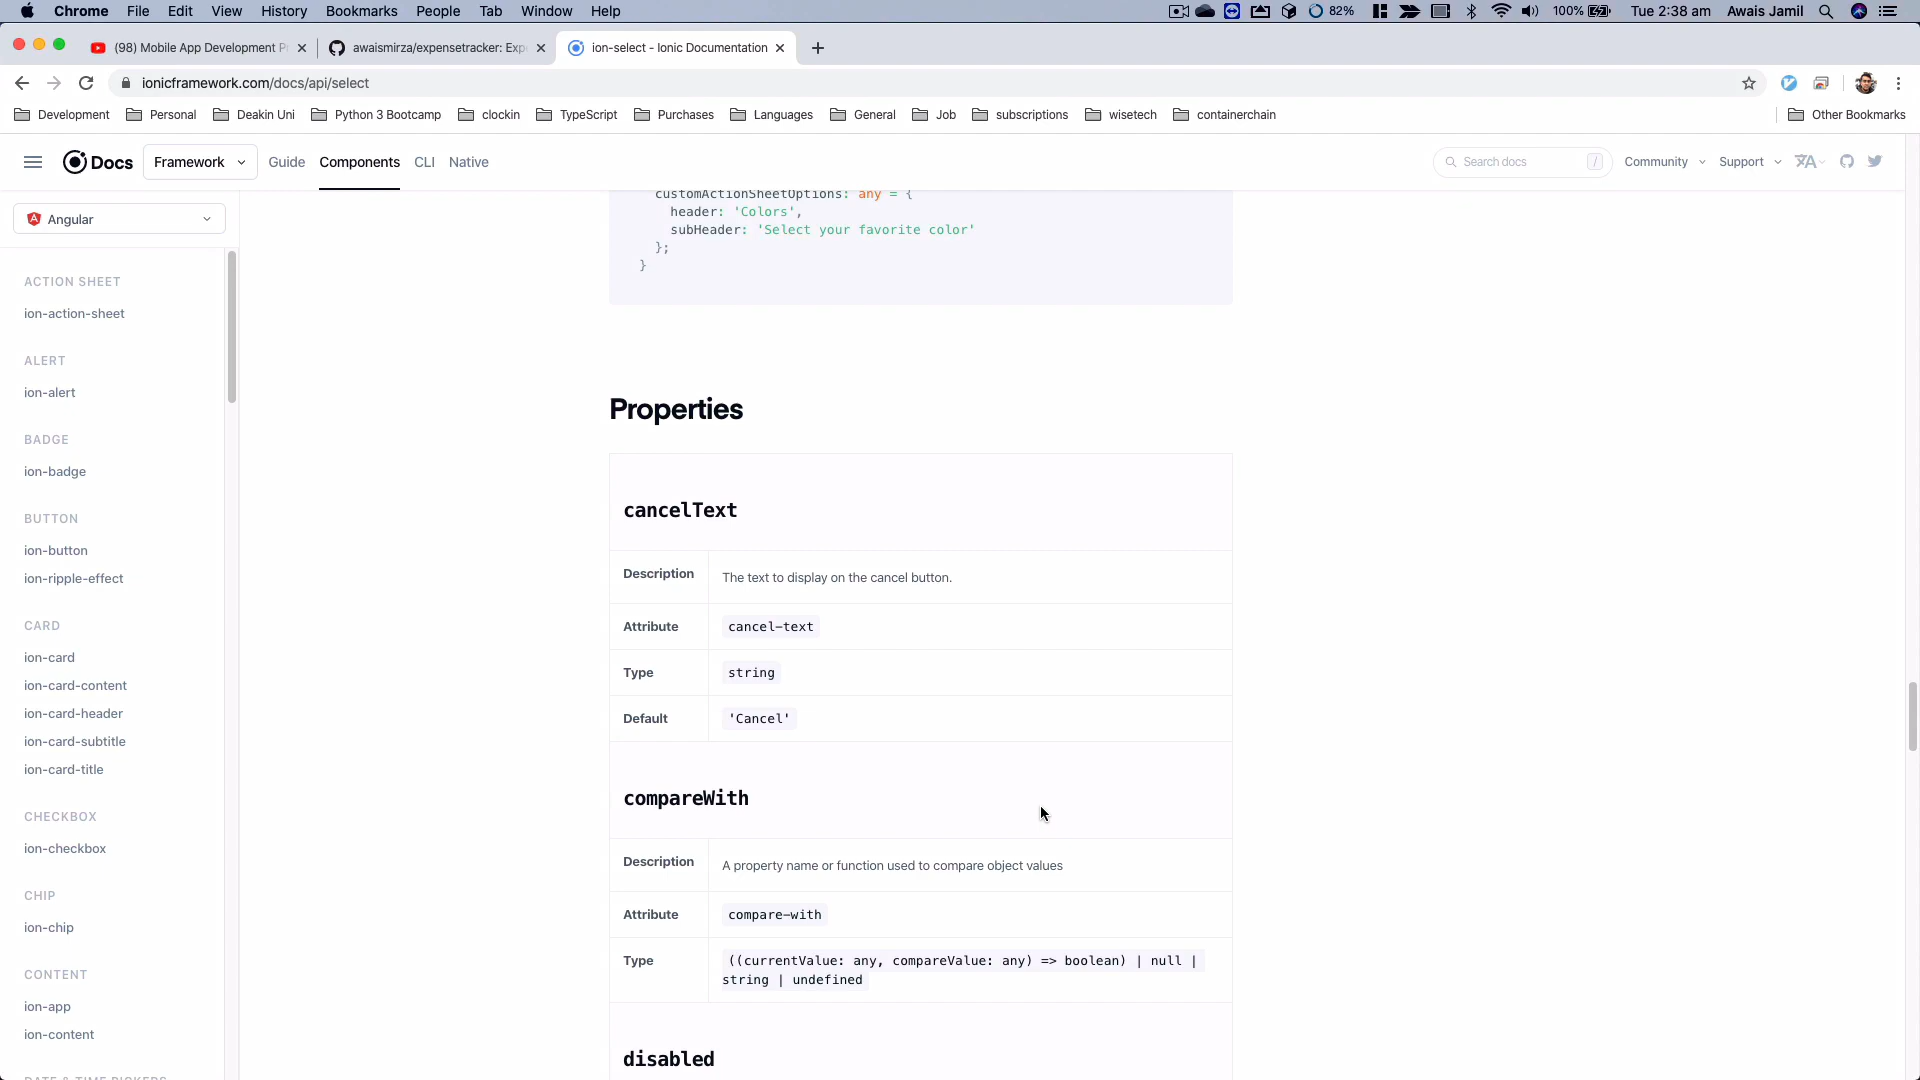 Chrome File Edit View History Bookmarks People Tab Window Help 82% 100% Tue 2:38 am Awais Jamil
(98) Mobile App Development P
awaismirza/expensetracker: Exp
ion-select - Ionic Documentation
ionicframework.com/docs/api/select
Development Personal Deakin Uni Python 3 Bootcamp clockin TypeScript Purchases Languages General Job subscriptions wisetech containerchain Other Bookmarks
Docs Framework Guide Components CLI Native Search docs / Community Support
Angular
ACTION SHEET
ion-action-sheet
ALERT
ion-alert
BADGE
ion-badge
BUTTON
ion-button
ion-ripple-effect
CARD
ion-card
ion-card-content
ion-card-header
ion-card-subtitle
ion-card-title
CHECKBOX
ion-checkbox
CHIP
ion-chip
CONTENT
ion-app
ion-content
DATE & TIME PICKERS
customActionSheetOptions: any = {
header: 'Colors',
subHeader: 'Select your favorite color'
};
}
Properties
cancelText
Description The text to display on the cancel button.
Attribute cancel-text
Type string
Default 'Cancel'
compareWith
Description A property name or function used to compare object values
Attribute compare-with
Type ((currentValue: any, compareValue: any) => boolean) | null |
string | undefined
disabled